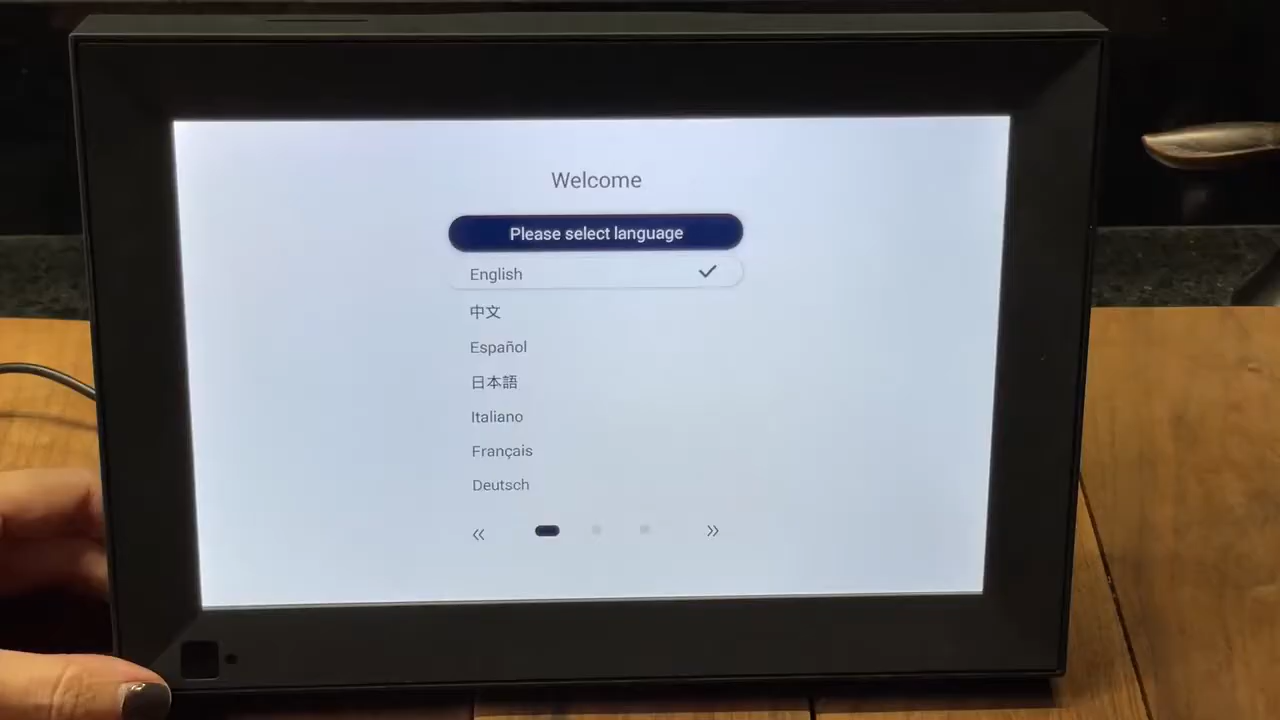 Welcome
Please select language
English
中文
Español
日本語
Italiano
Français
Deutsch